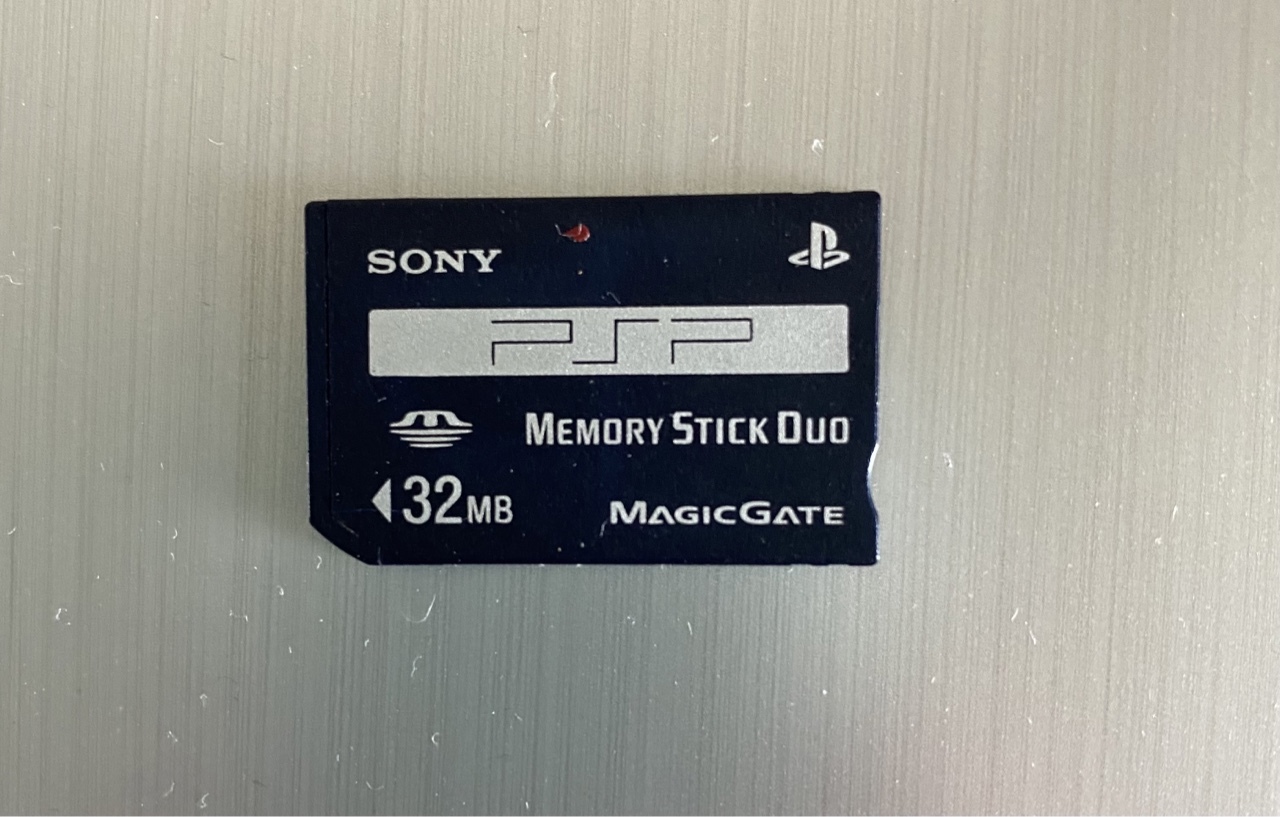 SONY
PSP
MEMORY STICK DUO
32MB
MAGICGATE